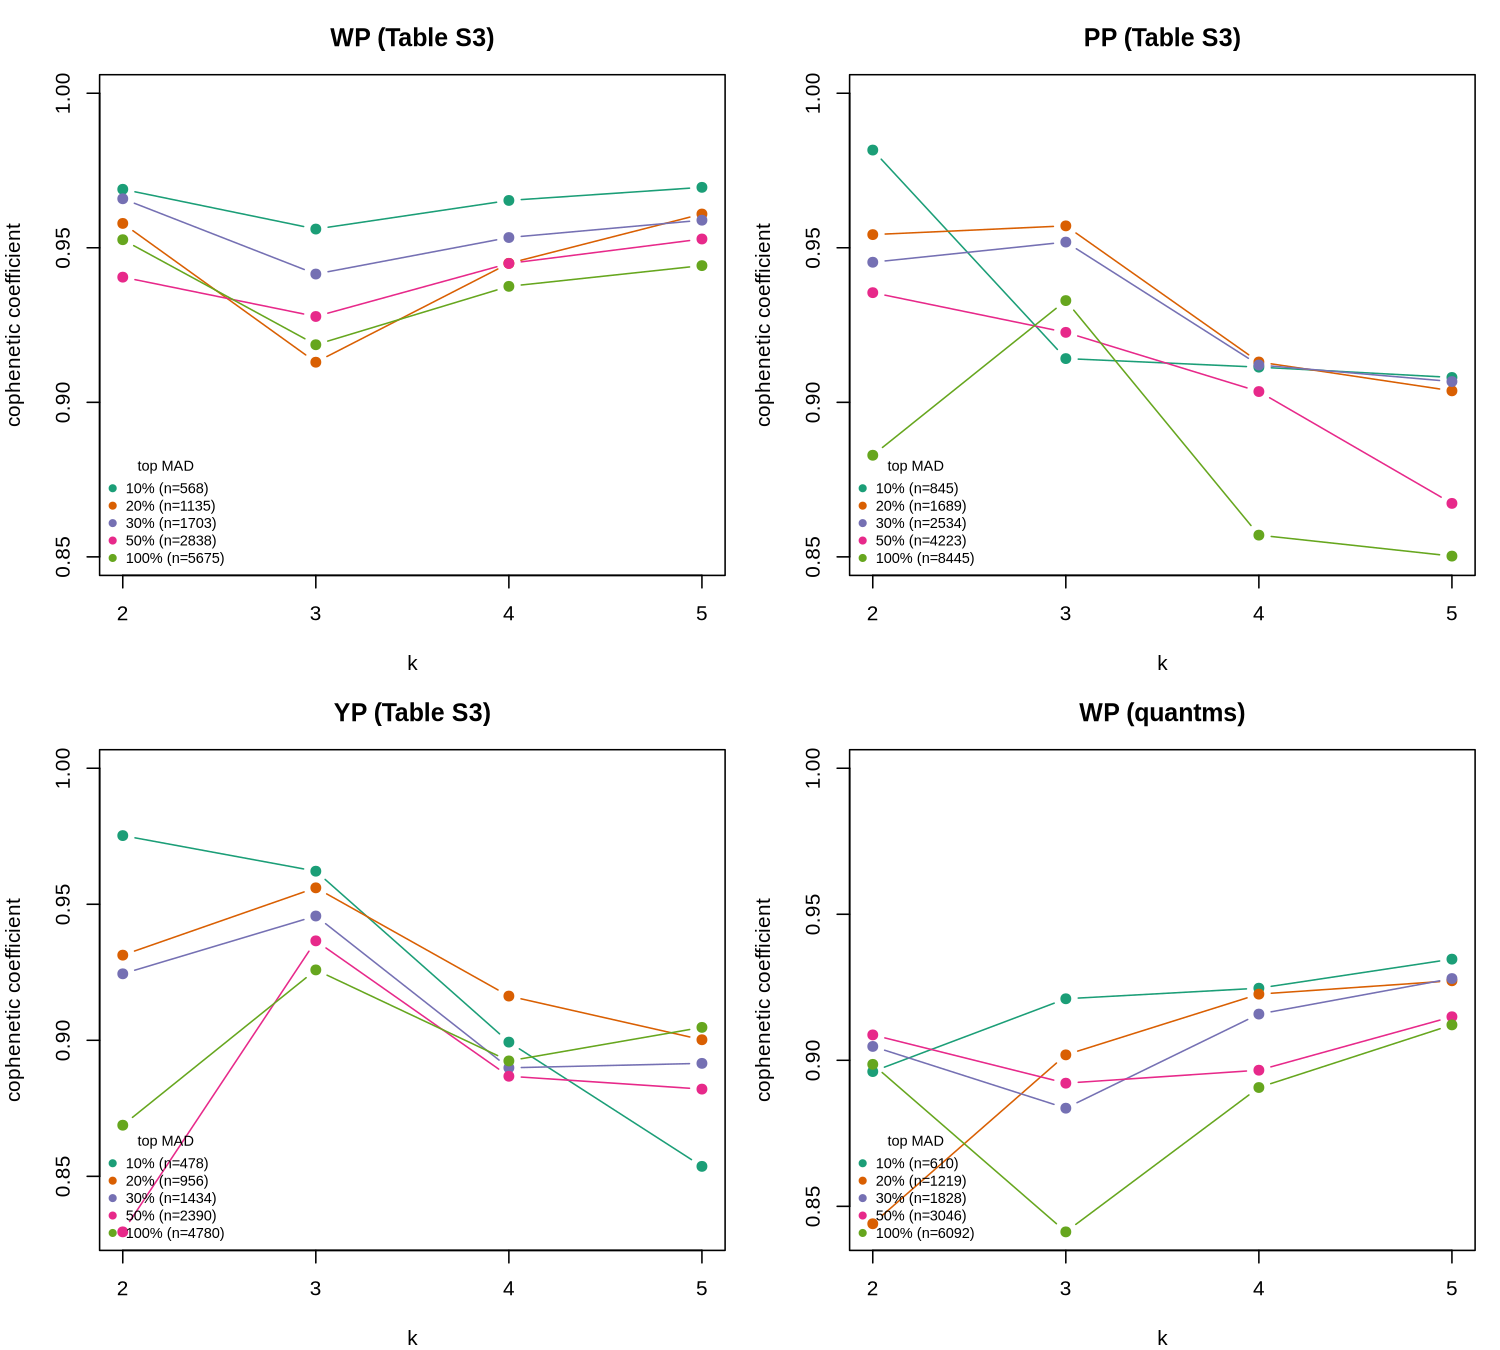 WP (Table S3)
cophenetic coefficient
1.00
0.95
0.90
0.85
top MAD
10% (n=568)
20% (n=1135)
30% (n=1703)
50% (n=2838)
100% (n=5675)
2 3 4 5
k
PP (Table S3)
cophenetic coefficient
1.00
0.95
0.90
0.85
top MAD
10% (n=845)
20% (n=1689)
30% (n=2534)
50% (n=4223)
100% (n=8445)
2 3 4 5
k
YP (Table S3)
cophenetic coefficient
1.00
0.95
0.90
0.85
top MAD
10% (n=478)
20% (n=956)
30% (n=1434)
50% (n=2390)
100% (n=4780)
2 3 4 5
k
WP (quantms)
cophenetic coefficient
1.00
0.95
0.90
0.85
top MAD
10% (n=610)
20% (n=1219)
30% (n=1828)
50% (n=3046)
100% (n=6092)
2 3 4 5
k